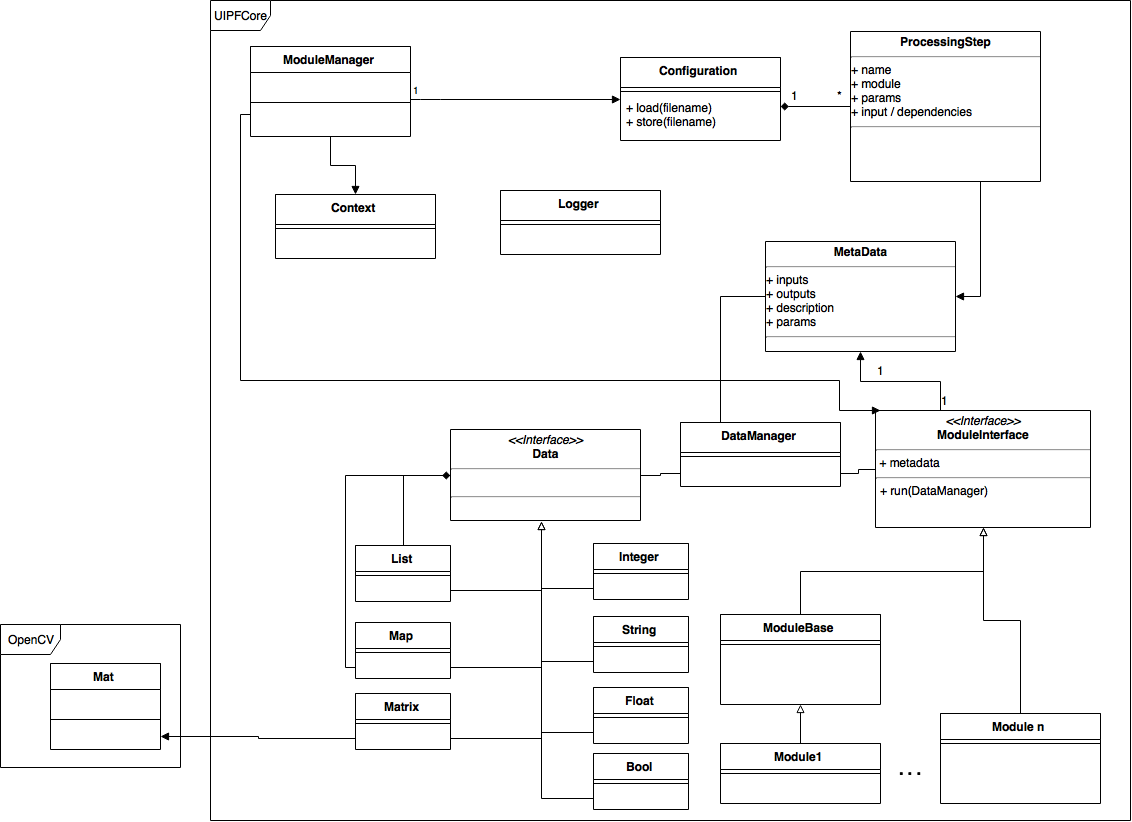 UIPFCore
ModuleManager
1
Configuration
+ load(filename)
+ store(filename)
1
*
ProcessingStep
+ name
+ module
+ params
+ input / dependencies
Context
Logger
MetaData
+ inputs
+ outputs
+ description
+ params
1
1
<<Interface>>
ModuleInterface
+ metadata
+ run(DataManager)
DataManager
<<Interface>>
Data
List
Integer
Map
String
Matrix
Float
Bool
OpenCV
Mat
ModuleBase
Module1
...
Module n